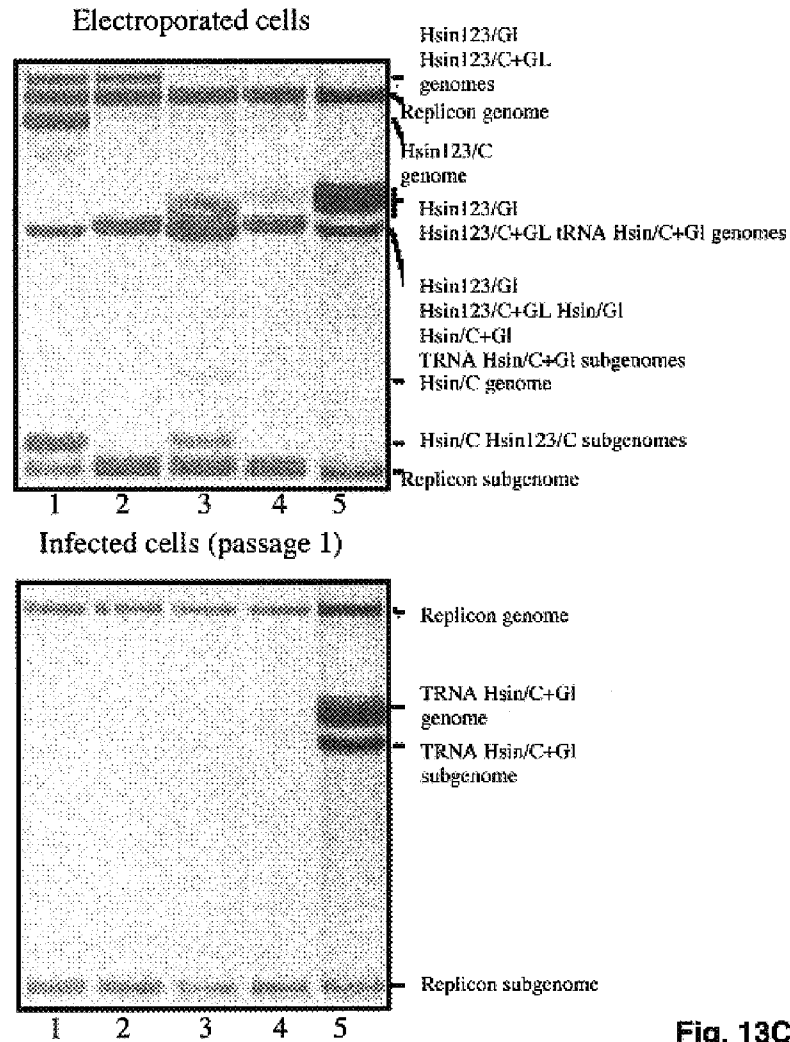 Electroporated cells
Hsin123/Gl
Hsin123/C+GL
genomes
Replicon genome
Hsin123/C
genome
Hsin123/Gl
Hsin123/C+GL tRNA Hsin/C+Gl genomes
Hsin123/Gl
Hsin123/C+GL Hsin/Gl
Hsin/C+Gl
TRNA Hsin/C+Gl subgenomes
Hsin/C genome
Hsin/C Hsin123/C subgenomes
Replicon subgenome
1 2 3 4 5
Infected cells (passage 1)
Replicon genome
TRNA Hsin/C+Gl
genome
TRNA Hsin/C+Gl
subgenome
Replicon subgenome
1 2 3 4 5
Fig. 13C